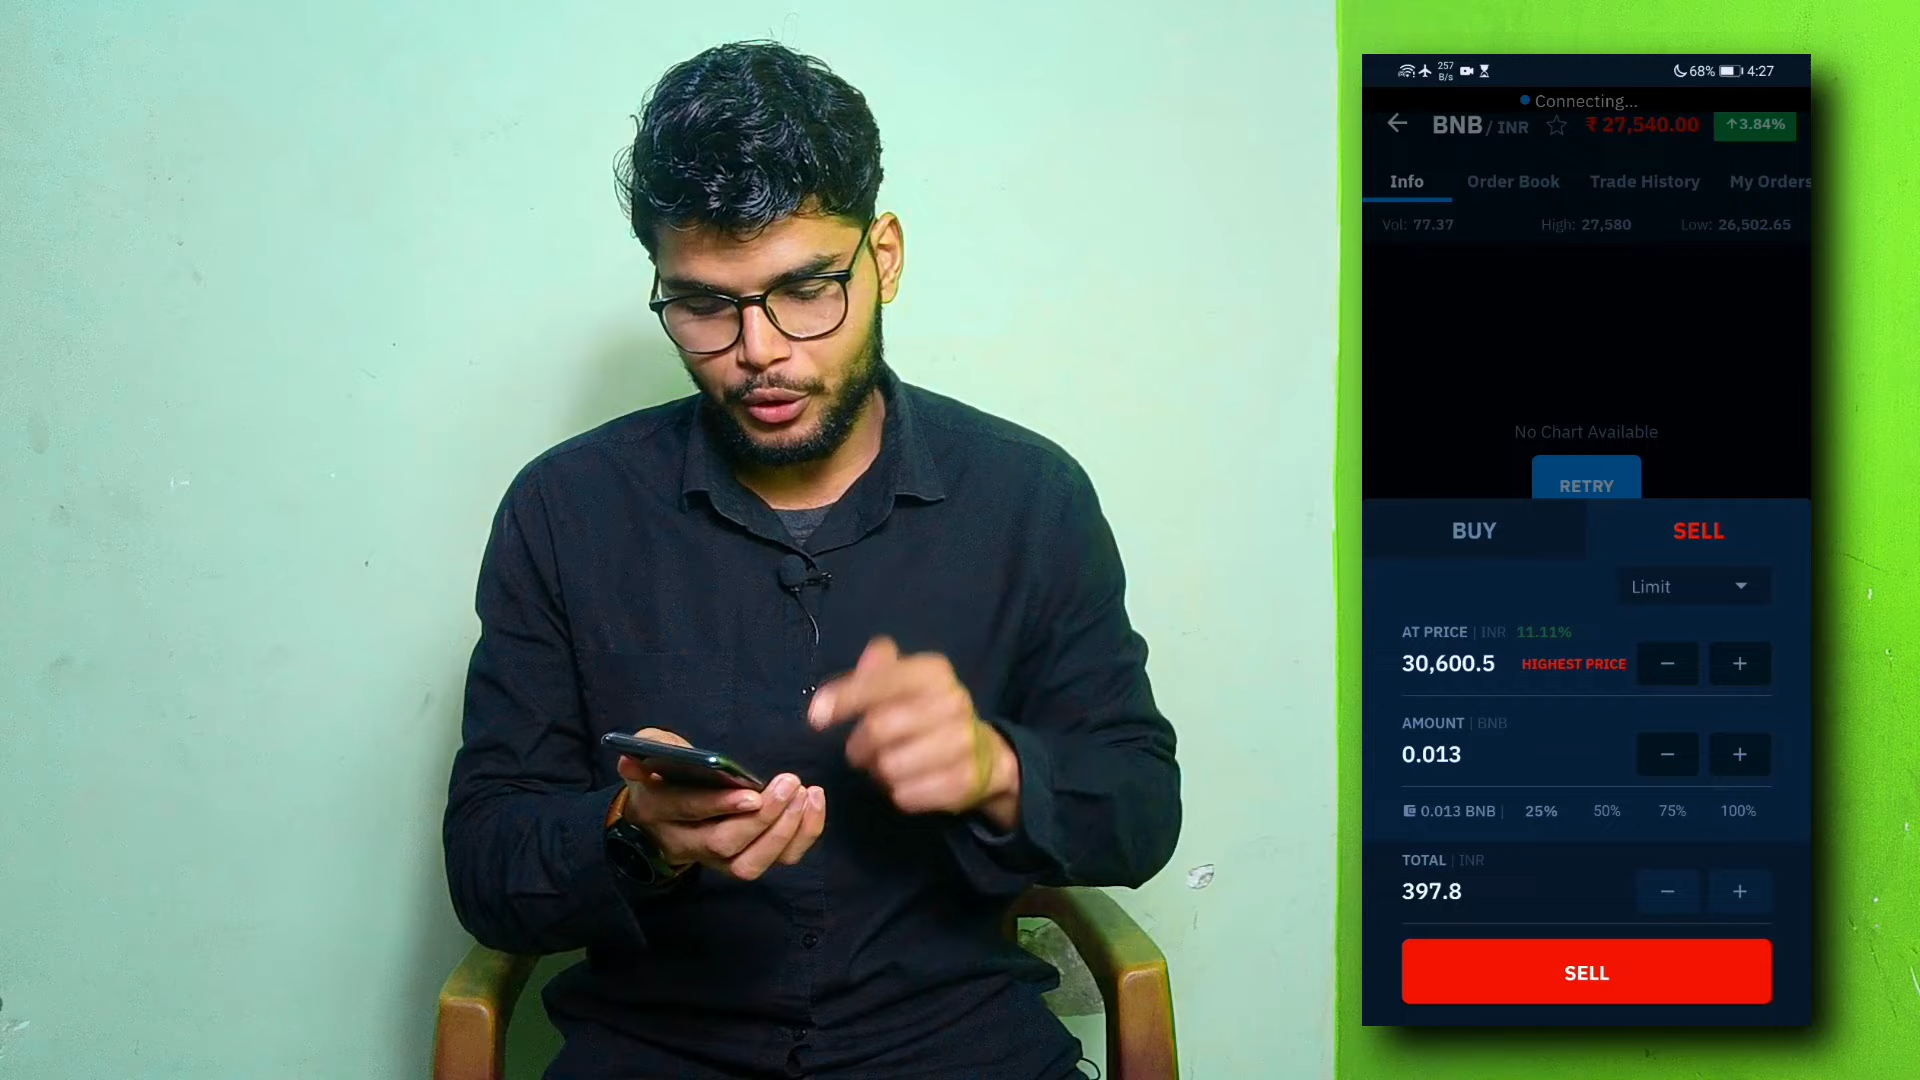 257 B/s 68% 4:27
Connecting...
BNB / INR ₹ 27,540.00 ↑3.84%
Info Order Book Trade History My Orders
Vol: 77.37 High: 27,580 Low: 26,502.65
No Chart Available
RETRY
BUY SELL
Limit
AT PRICE | INR 11.11%
30,600.5 HIGHEST PRICE − +
AMOUNT | BNB
0.013 − +
0.013 BNB | 25% 50% 75% 100%
TOTAL | INR
397.8 − +
SELL